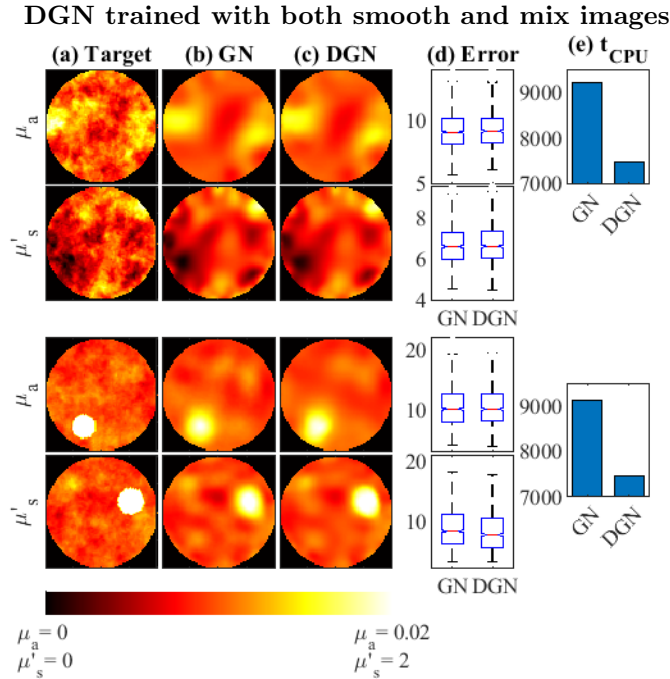 DGN trained with both smooth and mix images
(a) Target (b) GN (c) DGN (d) Error (e) t_CPU
μ_a
10
5
9000
8000
7000
GN DGN
μ'_s
8
6
4
GN DGN
μ_a
20
10
9000
8000
7000
GN DGN
μ'_s
20
10
GN DGN
μ_a = 0 μ_a = 0.02
μ'_s = 0 μ'_s = 2